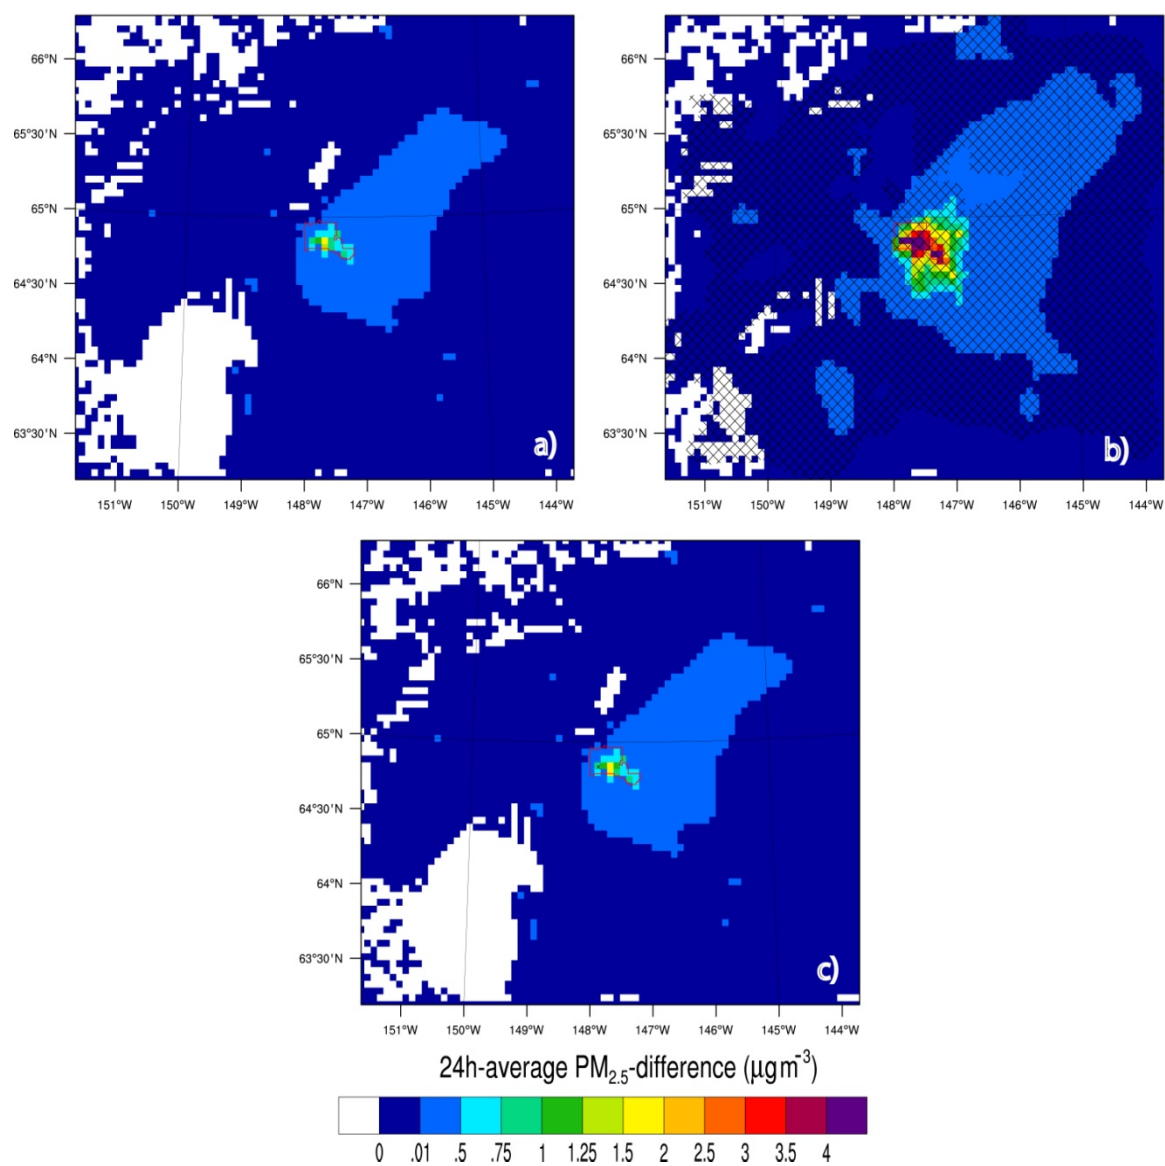 66°N
65°30'N
65°N
64°30'N
64°N
63°30'N
151°W 150°W 149°W 148°W 147°W 146°W 145°W 144°W
a)
66°N
65°30'N
65°N
64°30'N
64°N
63°30'N
151°W 150°W 149°W 148°W 147°W 146°W 145°W 144°W
b)
66°N
65°30'N
65°N
64°30'N
64°N
63°30'N
151°W 150°W 149°W 148°W 147°W 146°W 145°W 144°W
c)
24h-average PM2.5-difference (μgm-3)
0 .01 .5 .75 1 1.25 1.5 2 2.5 3 3.5 4